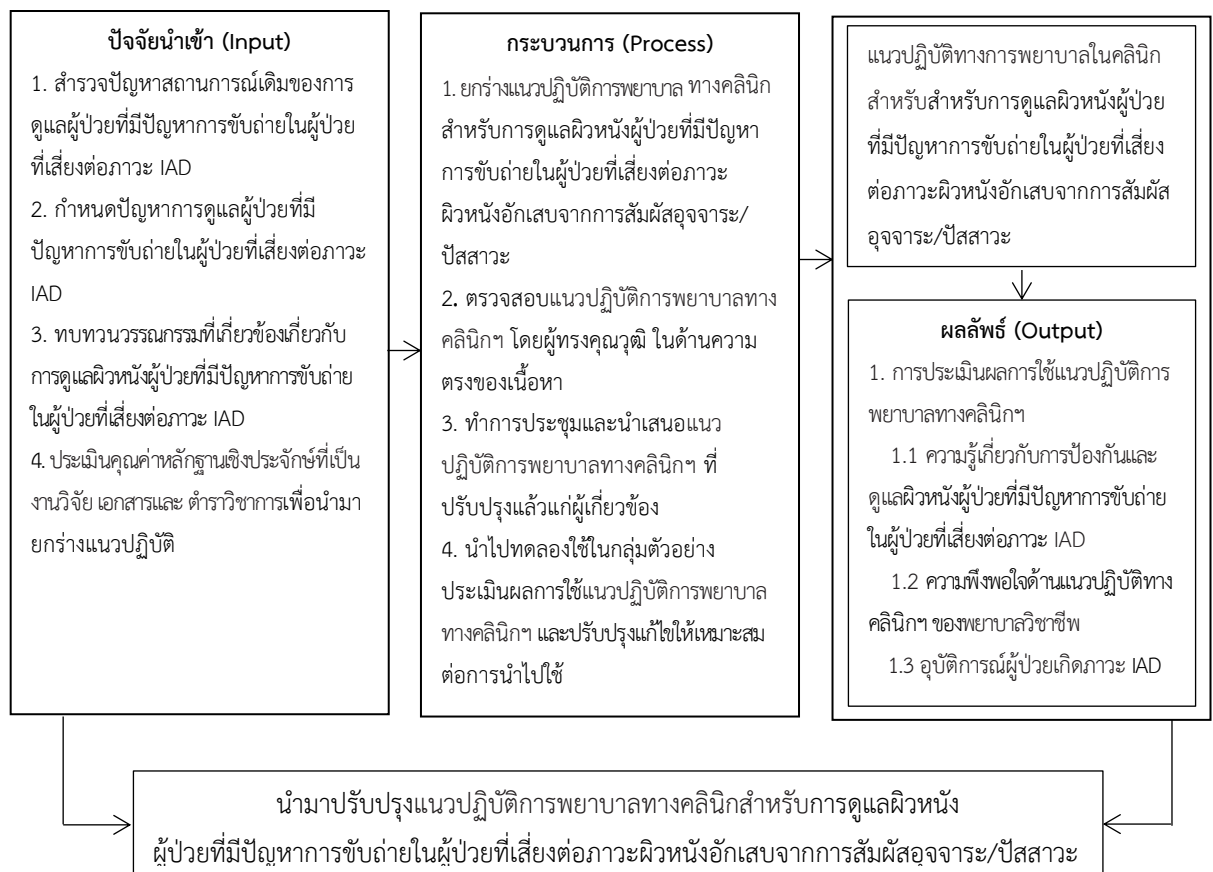 ปัจจัยนำเข้า (Input)
1. สำรวจปัญหาสถานการณ์เดิมของการ
ดูแลผู้ป่วยที่มีปัญหาการขับถ่ายในผู้ป่วย
ที่เสี่ยงต่อภาวะ IAD
2. กำหนดปัญหาการดูแลผู้ป่วยที่มี
ปัญหาการขับถ่ายในผู้ป่วยที่เสี่ยงต่อภาวะ
IAD
3. ทบทวนวรรณกรรมที่เกี่ยวข้องเกี่ยวกับ
การดูแลผิวหนังผู้ป่วยที่มีปัญหาการขับถ่าย
ในผู้ป่วยที่เสี่ยงต่อภาวะ IAD
4. ประเมินคุณค่าหลักฐานเชิงประจักษ์ที่เป็น
งานวิจัย เอกสารและ ตำราวิชาการเพื่อนำมา
ยกร่างแนวปฏิบัติ
กระบวนการ (Process)
1. ยกร่างแนวปฏิบัติการพยาบาล ทางคลินิก
สำหรับการดูแลผิวหนังผู้ป่วยที่มีปัญหา
การขับถ่ายในผู้ป่วยที่เสี่ยงต่อภาวะ
ผิวหนังอักเสบจากการสัมผัสอุจจาระ/
ปัสสาวะ
2. ตรวจสอบแนวปฏิบัติการพยาบาลทาง
คลินิกฯ โดยผู้ทรงคุณวุฒิ ในด้านความ
ตรงของเนื้อหา
3. ทำการประชุมและนำเสนอแนว
ปฏิบัติการพยาบาลทางคลินิกฯ ที่
ปรับปรุงแล้วแก่ผู้เกี่ยวข้อง
4. นำไปทดลองใช้ในกลุ่มตัวอย่าง
ประเมินผลการใช้แนวปฏิบัติการพยาบาล
ทางคลินิกฯ และปรับปรุงแก้ไขให้เหมาะสม
ต่อการนำไปใช้
แนวปฏิบัติทางการพยาบาลในคลินิก
สำหรับสำหรับการดูแลผิวหนังผู้ป่วย
ที่มีปัญหาการขับถ่ายในผู้ป่วยที่เสี่ยง
ต่อภาวะผิวหนังอักเสบจากการสัมผัส
อุจจาระ/ปัสสาวะ
ผลลัพธ์ (Output)
1. การประเมินผลการใช้แนวปฏิบัติการ
พยาบาลทางคลินิกฯ
1.1 ความรู้เกี่ยวกับการป้องกันและ
ดูแลผิวหนังผู้ป่วยที่มีปัญหาการขับถ่าย
ในผู้ป่วยที่เสี่ยงต่อภาวะ IAD
1.2 ความพึงพอใจด้านแนวปฏิบัติทาง
คลินิกฯ ของพยาบาลวิชาชีพ
1.3 อุบัติการณ์ผู้ป่วยเกิดภาวะ IAD
นำมาปรับปรุงแนวปฏิบัติการพยาบาลทางคลินิกสำหรับการดูแลผิวหนัง
ผู้ป่วยที่มีปัญหาการขับถ่ายในผู้ป่วยที่เสี่ยงต่อภาวะผิวหนังอักเสบจากการสัมผัสอุจจาระ/ปัสสาวะ